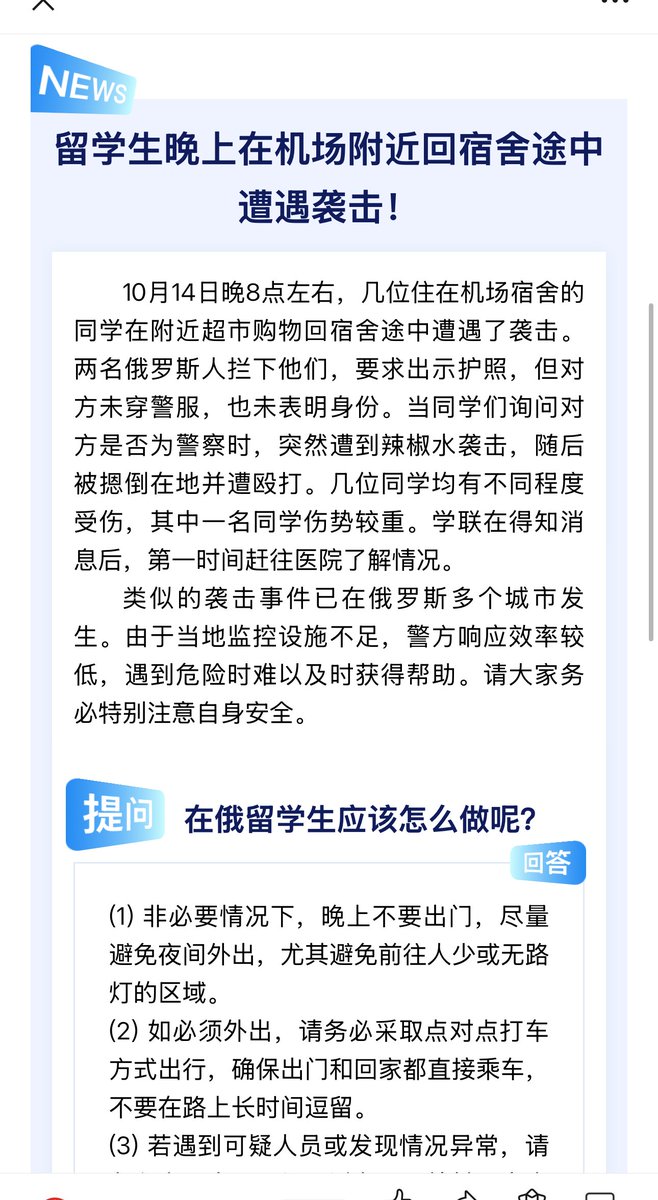 NEWS
留学生晚上在机场附近回宿舍途中
遭遇袭击！
10月14日晚8点左右，几位住在机场宿舍的
同学在附近超市购物回宿舍途中遭遇了袭击。
两名俄罗斯人拦下他们，要求出示护照，但对
方未穿警服，也未表明身份。当同学们询问对
方是否为警察时，突然遭到辣椒水袭击，随后
被摁倒在地并遭殴打。几位同学均有不同程度
受伤，其中一名同学伤势较重。学联在得知消
息后，第一时间赶往医院了解情况。
类似的袭击事件已在俄罗斯多个城市发
生。由于当地监控设施不足，警方响应效率较
低，遇到危险时难以及时获得帮助。请大家务
必特别注意自身安全。
提问
在俄留学生应该怎么做呢？
回答
(1) 非必要情况下，晚上不要出门，尽量
避免夜间外出，尤其避免前往人少或无路
灯的区域。
(2) 如必须外出，请务必采取点对点打车
方式出行，确保出门和回家都直接乘车，
不要在路上长时间逗留。
(3) 若遇到可疑人员或发现情况异常，请